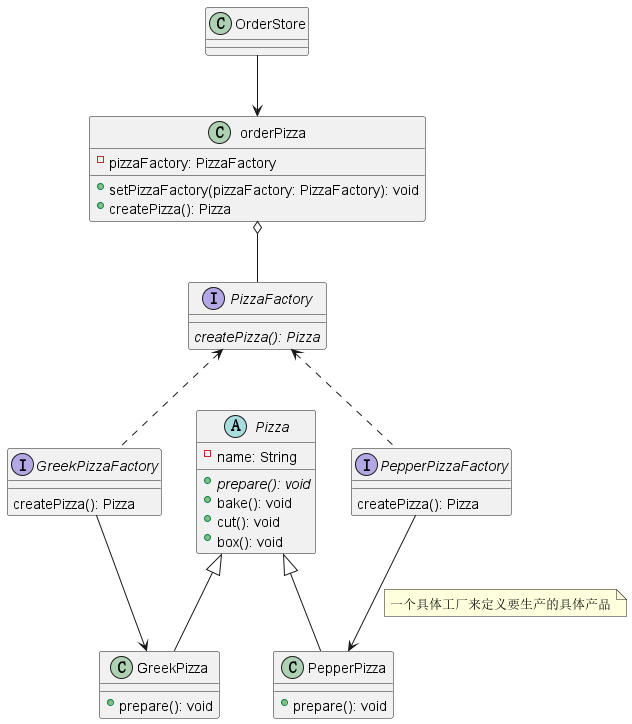 C OrderStore
C orderPizza
pizzaFactory: PizzaFactory
setPizzaFactory(pizzaFactory: PizzaFactory): void
createPizza(): Pizza
I PizzaFactory
createPizza(): Pizza
I GreekPizzaFactory
createPizza(): Pizza
A Pizza
name: String
prepare(): void
bake(): void
cut(): void
box(): void
I PepperPizzaFactory
createPizza(): Pizza
一个具体工厂来定义要生产的具体产品
C GreekPizza
prepare(): void
C PepperPizza
prepare(): void